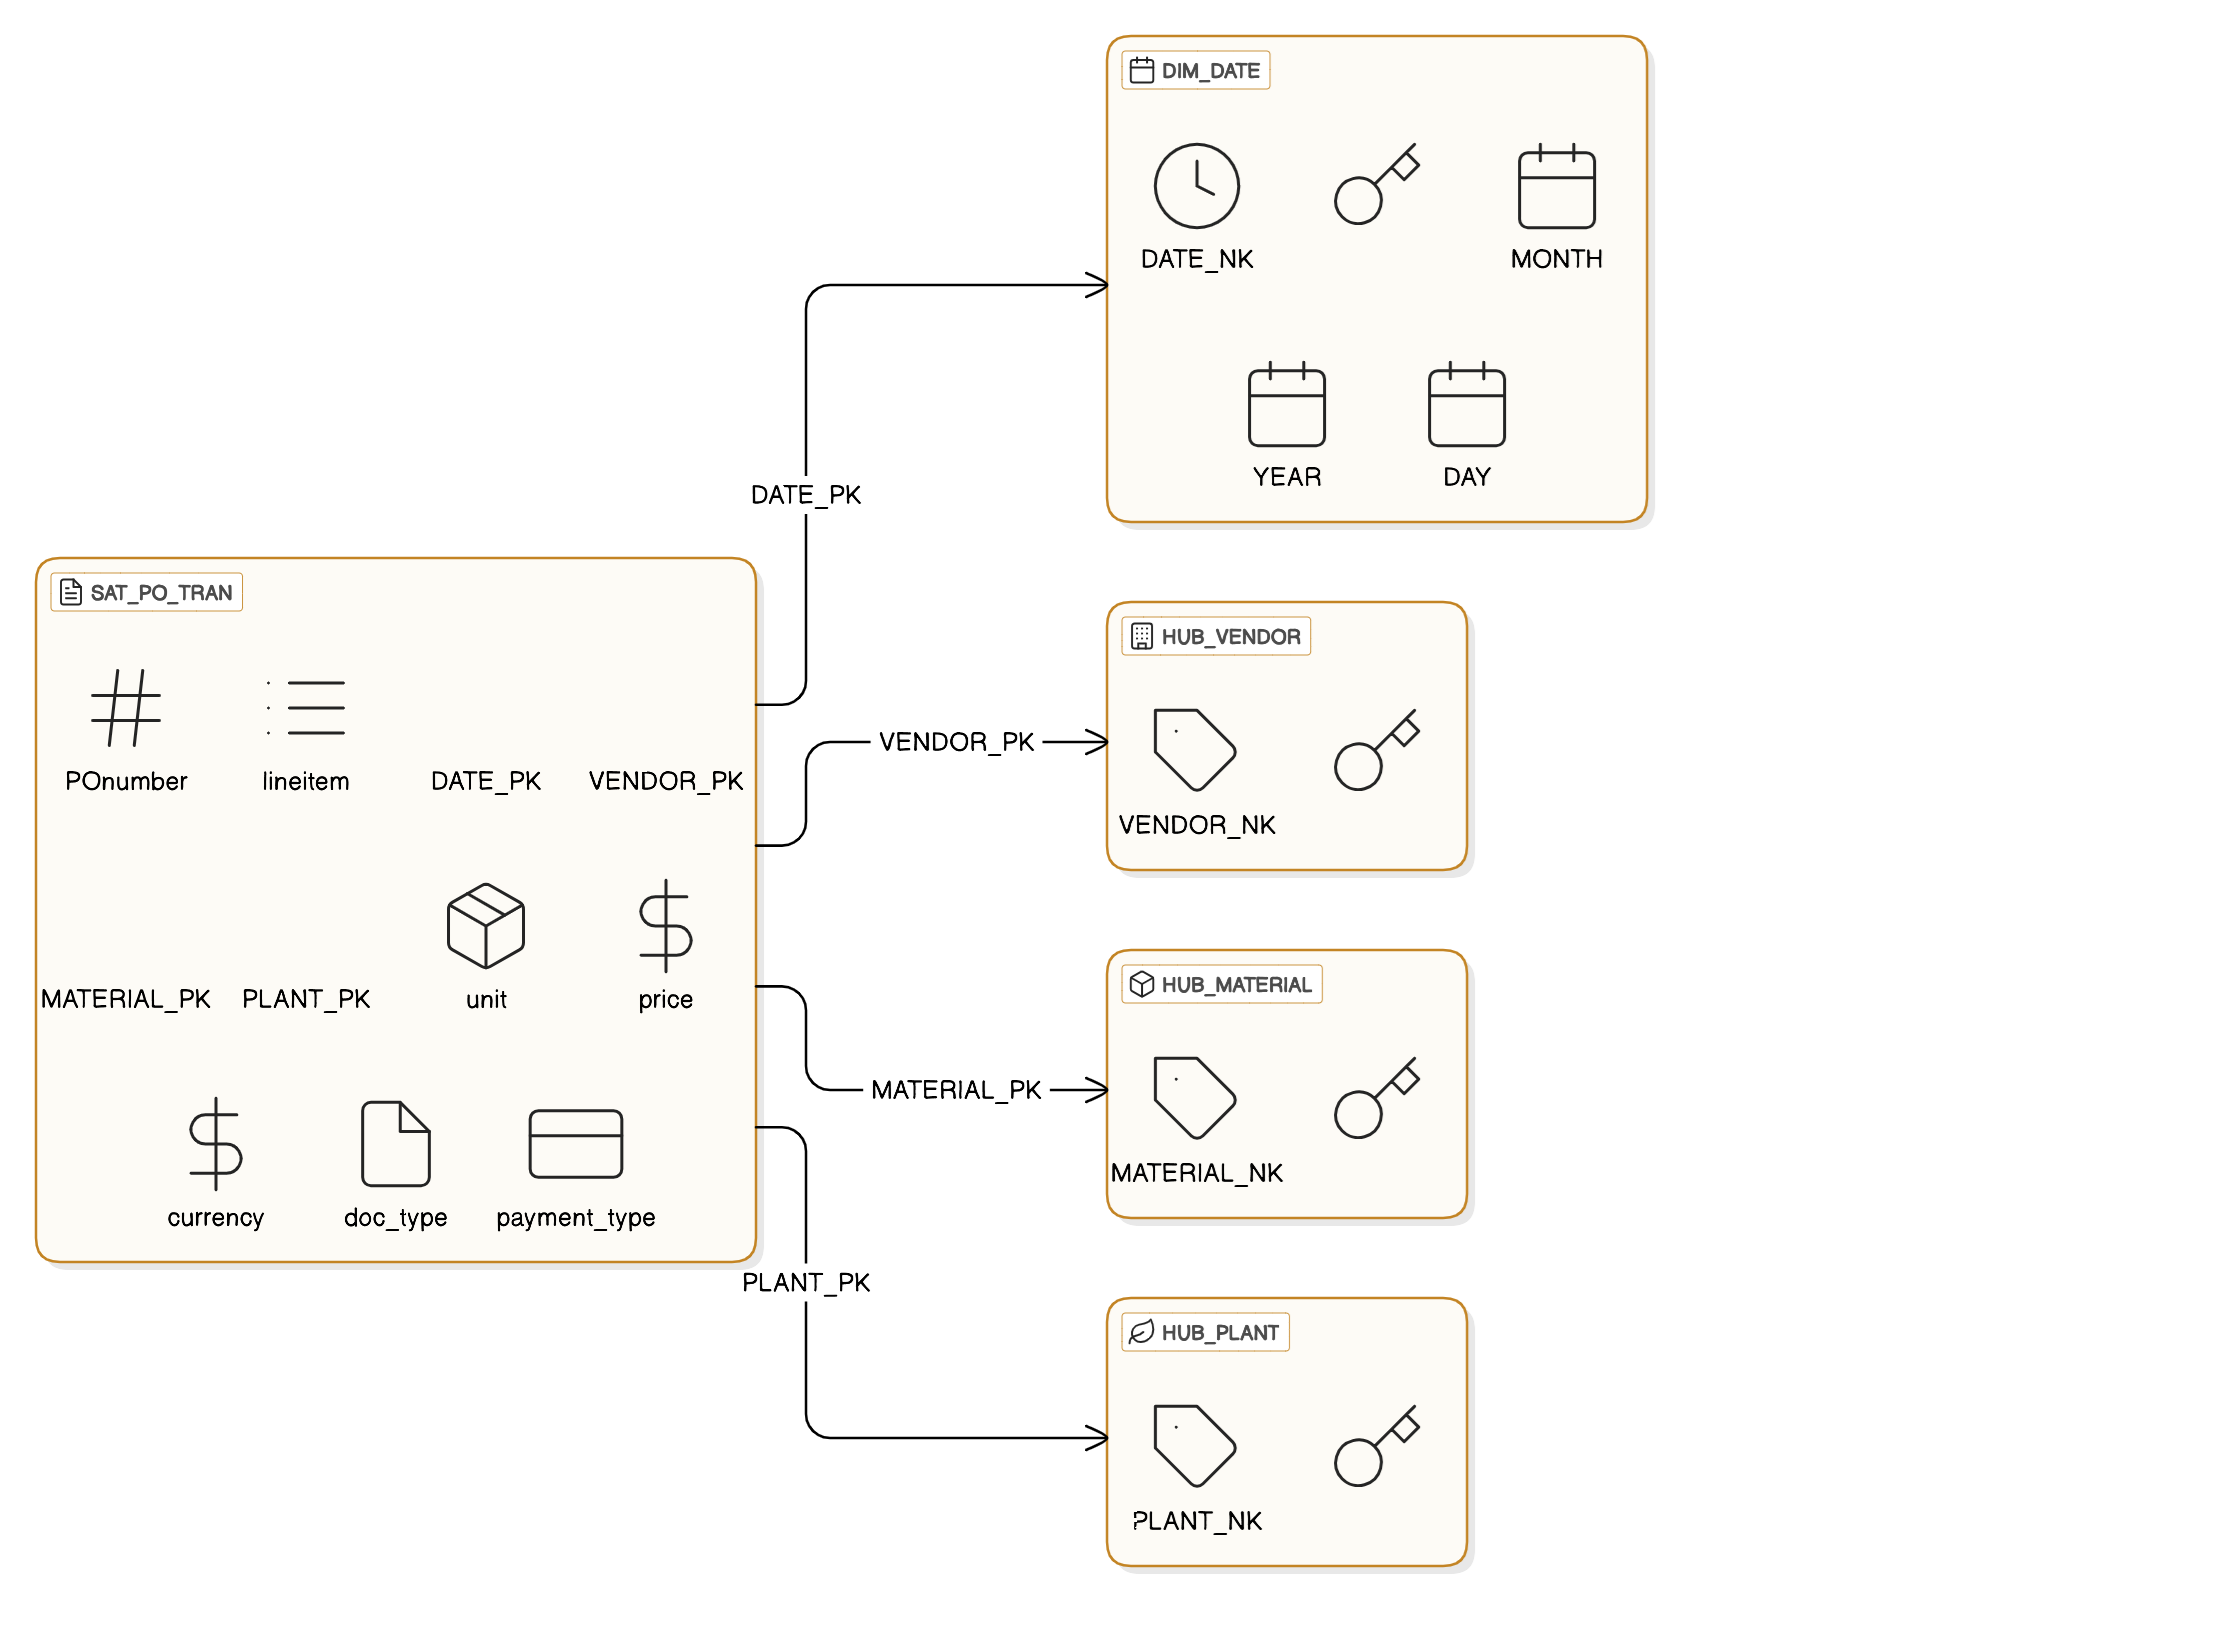 DIM_DATE
DATE_NK
MONTH
YEAR
DAY
DATE_PK
SAT_PO_TRAN
POnumber
lineitem
DATE_PK
VENDOR_PK
MATERIAL_PK
PLANT_PK
unit
price
currency
doc_type
payment_type
VENDOR_PK
HUB_VENDOR
VENDOR_NK
MATERIAL_PK
HUB_MATERIAL
MATERIAL_NK
PLANT_PK
HUB_PLANT
PLANT_NK